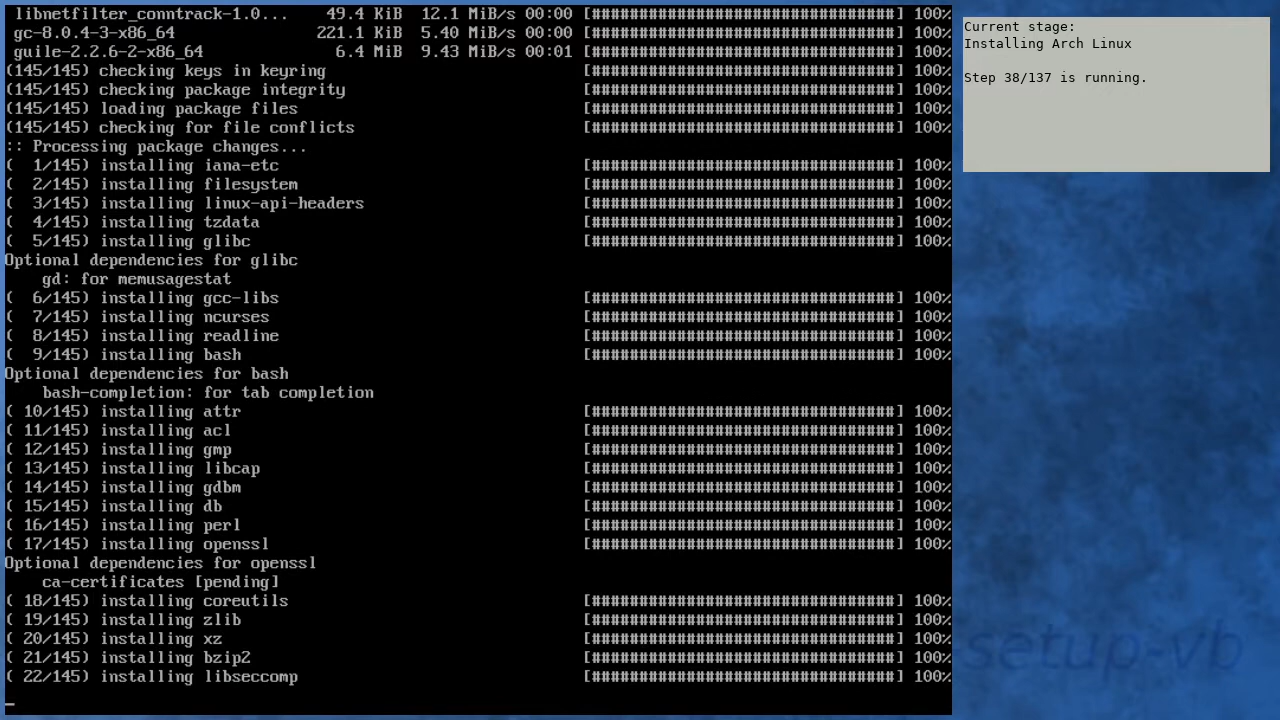 libnetfilter_conntrack-1.0...    49.4 KiB  12.1 MiB/s 00:00 [################################] 100%
gc-8.0.4-3-x86_64               221.1 KiB  5.40 MiB/s 00:00 [################################] 100%
guile-2.2.6-2-x86_64              6.4 MiB  9.43 MiB/s 00:01 [################################] 100%
(145/145) checking keys in keyring                           [################################] 100%
(145/145) checking package integrity                         [################################] 100%
(145/145) loading package files                              [################################] 100%
(145/145) checking for file conflicts                        [################################] 100%
:: Processing package changes...
(  1/145) installing iana-etc                                [################################] 100%
(  2/145) installing filesystem                              [################################] 100%
(  3/145) installing linux-api-headers                       [################################] 100%
(  4/145) installing tzdata                                  [################################] 100%
(  5/145) installing glibc                                   [################################] 100%
Optional dependencies for glibc
    gd: for memusagestat
(  6/145) installing gcc-libs                                [################################] 100%
(  7/145) installing ncurses                                 [################################] 100%
(  8/145) installing readline                                [################################] 100%
(  9/145) installing bash                                    [################################] 100%
Optional dependencies for bash
    bash-completion: for tab completion
( 10/145) installing attr                                    [################################] 100%
( 11/145) installing acl                                     [################################] 100%
( 12/145) installing gmp                                     [################################] 100%
( 13/145) installing libcap                                  [################################] 100%
( 14/145) installing gdbm                                    [################################] 100%
( 15/145) installing db                                      [################################] 100%
( 16/145) installing perl                                    [################################] 100%
( 17/145) installing openssl                                 [################################] 100%
Optional dependencies for openssl
    ca-certificates [pending]
( 18/145) installing coreutils                               [################################] 100%
( 19/145) installing zlib                                    [################################] 100%
( 20/145) installing xz                                      [################################] 100%
( 21/145) installing bzip2                                   [################################] 100%
( 22/145) installing libseccomp                              [################################] 100%
Current stage:
Installing Arch Linux
Step 38/137 is running.
setup-vb